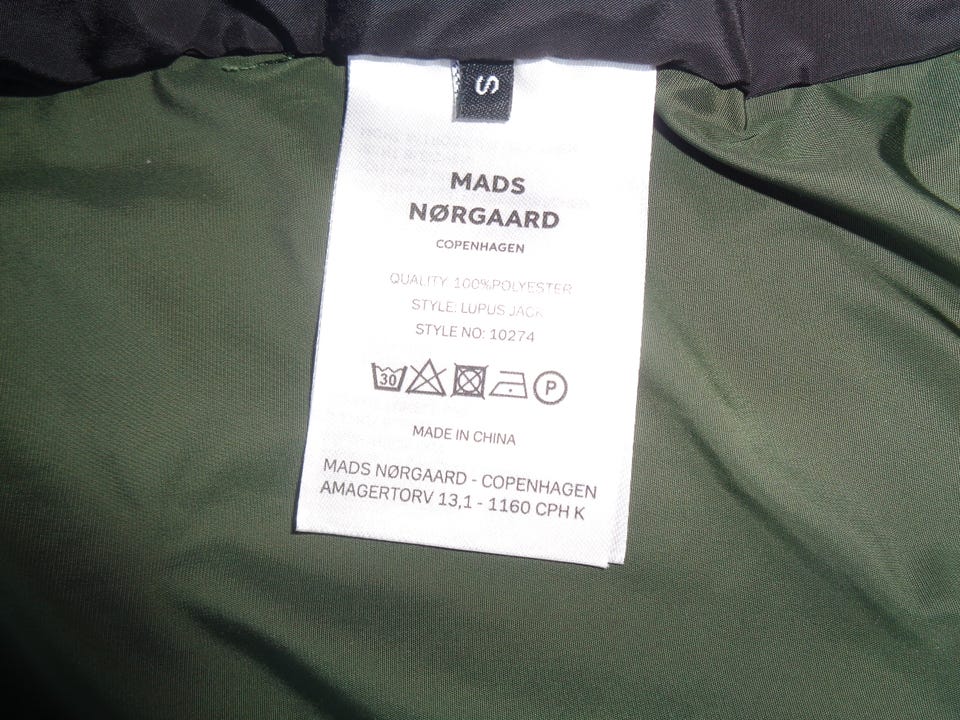 S
MADS
NØRGAARD
COPENHAGEN
QUALITY: 100%POLYESTER
STYLE: LUPUS JACK
STYLE NO: 10274
30
P
MADE IN CHINA
MADS NØRGAARD - COPENHAGEN
AMAGERTORV 13,1 - 1160 CPH K